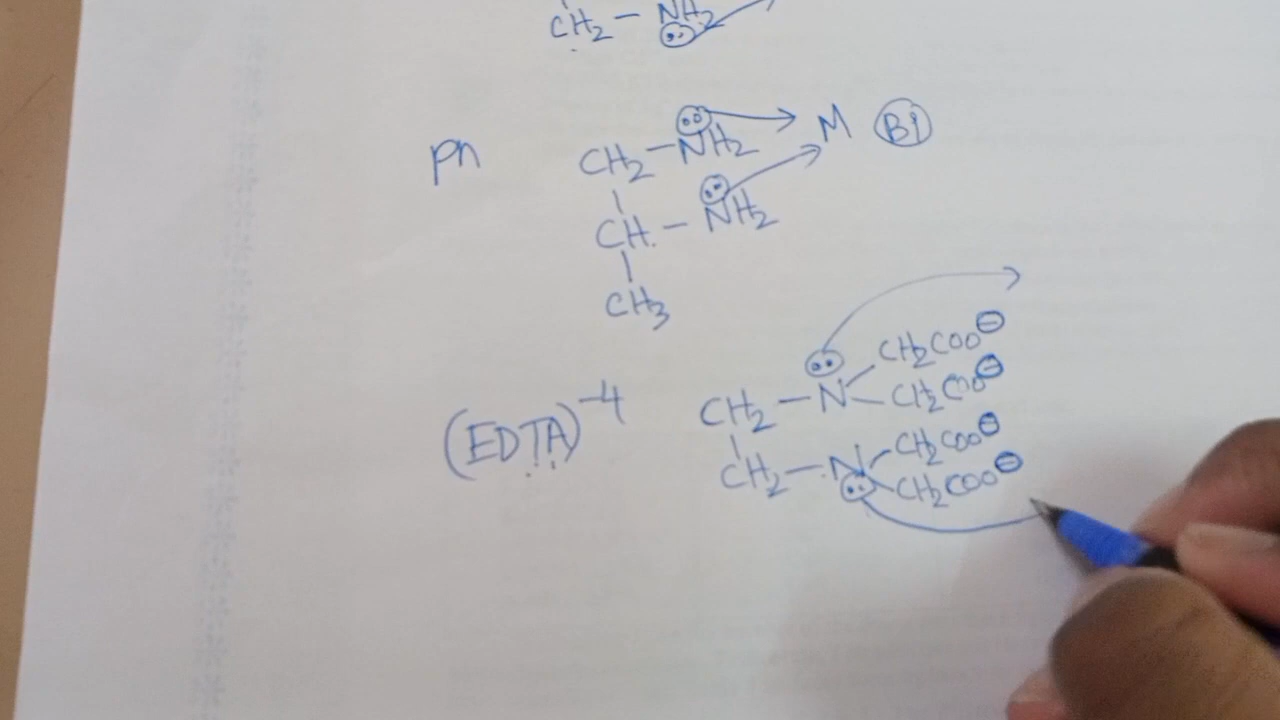 CH2 - NH2
pn CH2 - NH2 → M Bi
CH - NH2
CH3
CH2COO⊖
CH2 - N CH2COO⊖
(EDTA)-4
CH2 - N CH2COO⊖
CH2COO⊖